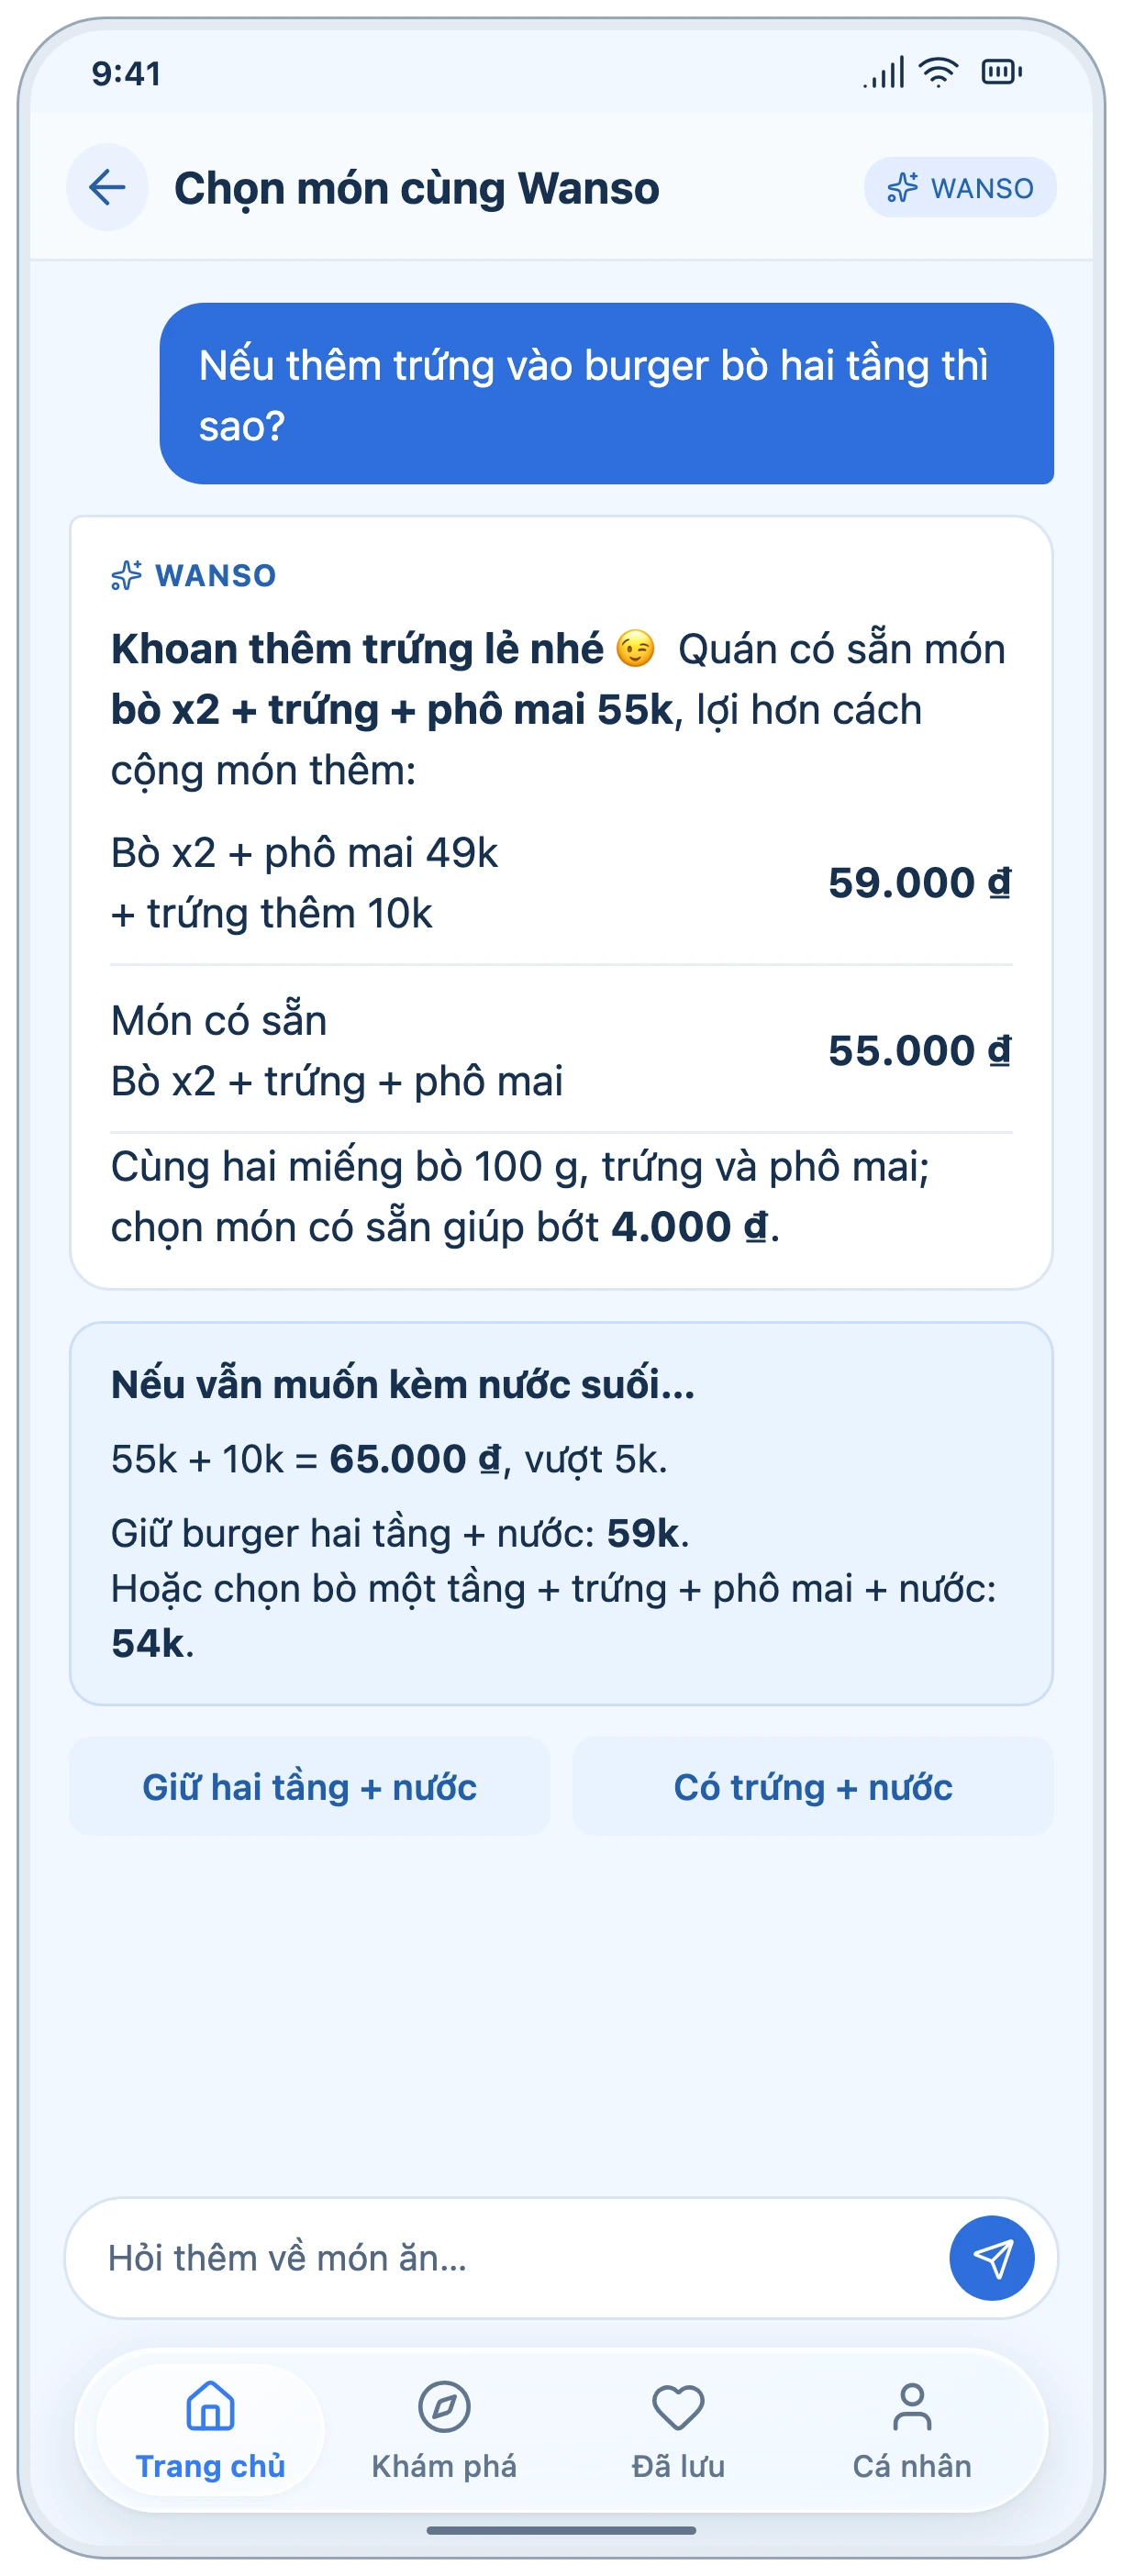 9:41
Chọn món cùng Wanso
WANSO
Nếu thêm trứng vào burger bò hai tầng thì
sao?
WANSO
Khoan thêm trứng lẻ nhé 😉 Quán có sẵn món
bò x2 + trứng + phô mai 55k, lợi hơn cách
cộng món thêm:
Bò x2 + phô mai 49k
+ trứng thêm 10k
59.000 ₫
Món có sẵn
Bò x2 + trứng + phô mai
55.000 ₫
Cùng hai miếng bò 100 g, trứng và phô mai;
chọn món có sẵn giúp bớt 4.000 ₫.
Nếu vẫn muốn kèm nước suối...
55k + 10k = 65.000 ₫, vượt 5k.
Giữ burger hai tầng + nước: 59k.
Hoặc chọn bò một tầng + trứng + phô mai + nước:
54k.
Giữ hai tầng + nước
Có trứng + nước
Hỏi thêm về món ăn...
Trang chủ
Khám phá
Đã lưu
Cá nhân